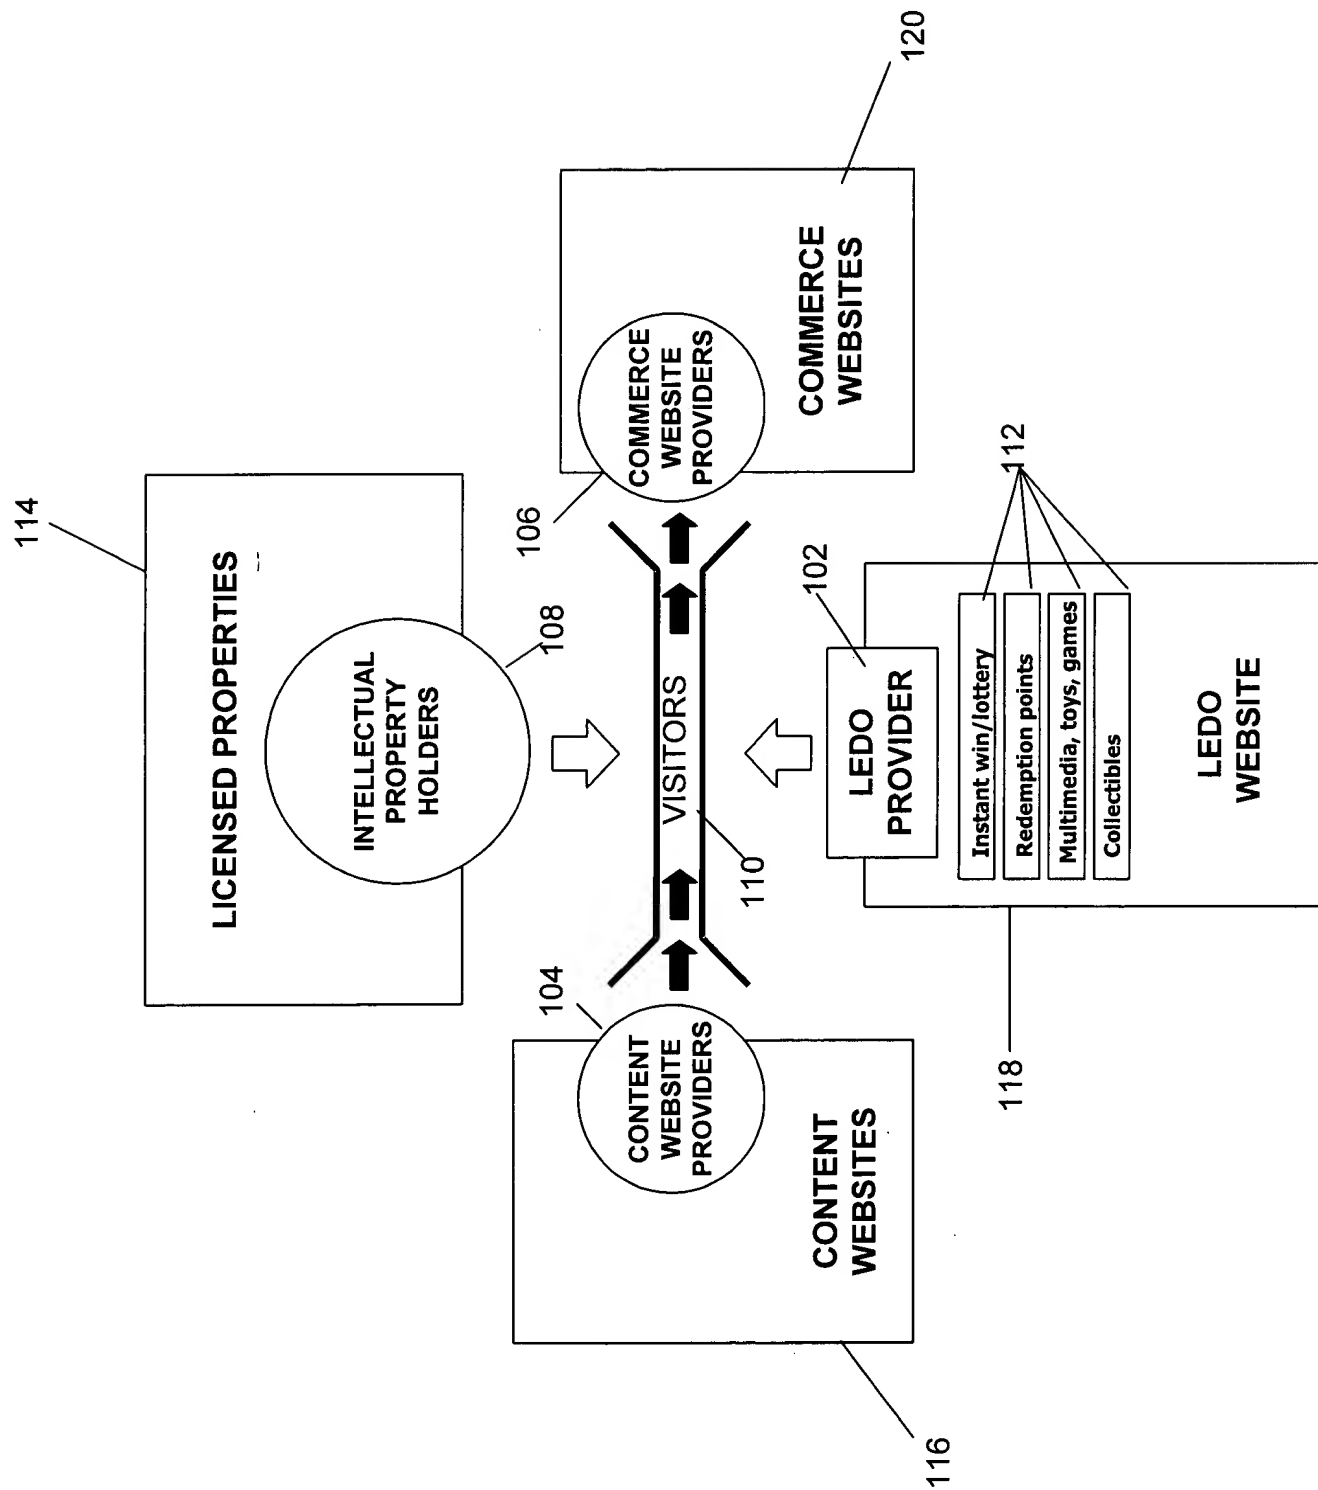 114
LICENSED PROPERTIES
INTELLECTUAL
PROPERTY
HOLDERS
108
104
CONTENT
WEBSITE
PROVIDERS
CONTENT
WEBSITES
116
VISITORS
110
106
COMMERCE
WEBSITE
PROVIDERS
COMMERCE
WEBSITES
120
102
LEDO
PROVIDER
Instant win/lottery
Redemption points
Multimedia, toys, games
Collectibles
112
LEDO
WEBSITE
118